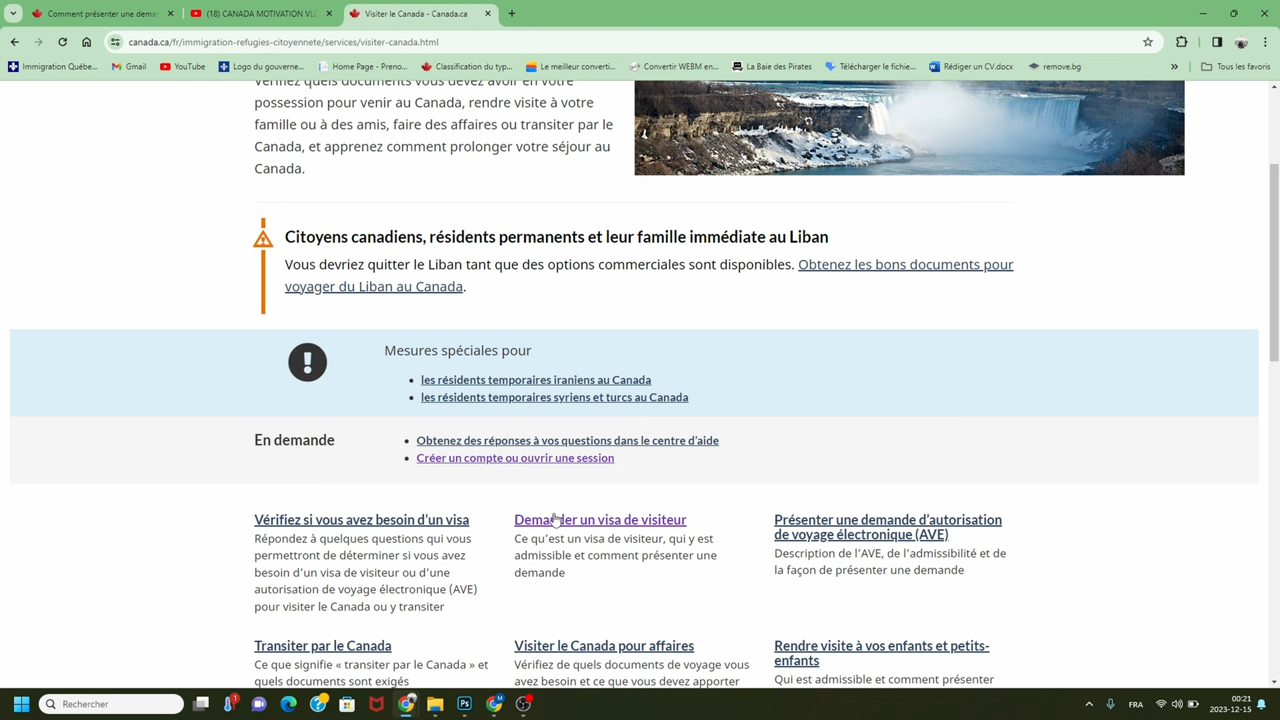 Comment présente une dema
(18) CANADA MOTIVATION VLO
Visiter le Canada - Canada.ca
canada.ca/fr/immigration-refugies-citoyennete/services/visiter-canada.html
Immigration Québe...
Gmail
YouTube
Logo du gouverne...
Home Page - Preno...
Classification du typ...
Le meilleur converti...
Convertir WEBM en...
La Baie des Pirates
Télécharger le fichie...
Rédiger un CV.docx
remove.bg
Tous les favoris
Vérifiez quels documents vous devez avoir en votre
possession pour venir au Canada, rendre visite à votre
famille ou à des amis, faire des affaires ou transiter par le
Canada, et apprenez comment prolonger votre séjour au
Canada.
Citoyens canadiens, résidents permanents et leur famille immédiate au Liban
Vous devriez quitter le Liban tant que des options commerciales sont disponibles. Obtenez les bons documents pour
voyager du Liban au Canada.
Mesures spéciales pour
les résidents temporaires iraniens au Canada
les résidents temporaires syriens et turcs au Canada
En demande
Obtenez des réponses à vos questions dans le centre d'aide
Créer un compte ou ouvrir une session
Vérifiez si vous avez besoin d'un visa
Répondez à quelques questions qui vous
permettront de déterminer si vous avez
besoin d'un visa de visiteur ou d'une
autorisation de voyage électronique (AVE)
pour visiter le Canada ou y transiter
Demander un visa de visiteur
Ce qu'est un visa de visiteur, qui y est
admissible et comment présenter une
demande
Présenter une demande d'autorisation
de voyage électronique (AVE)
Description de l'AVE, de l'admissibilité et de
la façon de présenter une demande
Transiter par le Canada
Ce que signifie « transiter par le Canada » et
quels documents sont exigés
Visiter le Canada pour affaires
Vérifiez de quels documents de voyage vous
avez besoin et ce que vous devez apporter
Rendre visite à vos enfants et petits-
enfants
Qui est admissible et comment présenter
Rechercher
FRA
00:21
2023-12-15